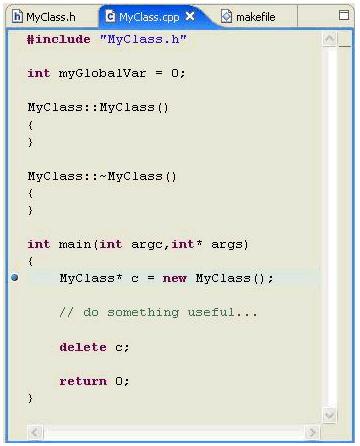 MyClass.h MyClass.cpp makefile
#include "MyClass.h"
int myGlobalVar = 0;
MyClass::MyClass()
{
}
MyClass::~MyClass()
{
}
int main(int argc,int* args)
{
MyClass* c = new MyClass();
// do something useful...
delete c;
return 0;
}